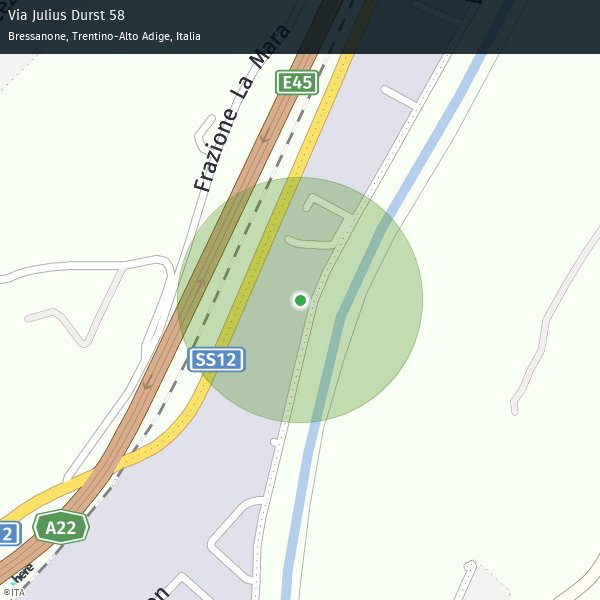 Via Julius Durst 58
Bressanone, Trentino-Alto Adige, Italia
E45
Frazione La Mara
SS12
A22
2
here
©ITA